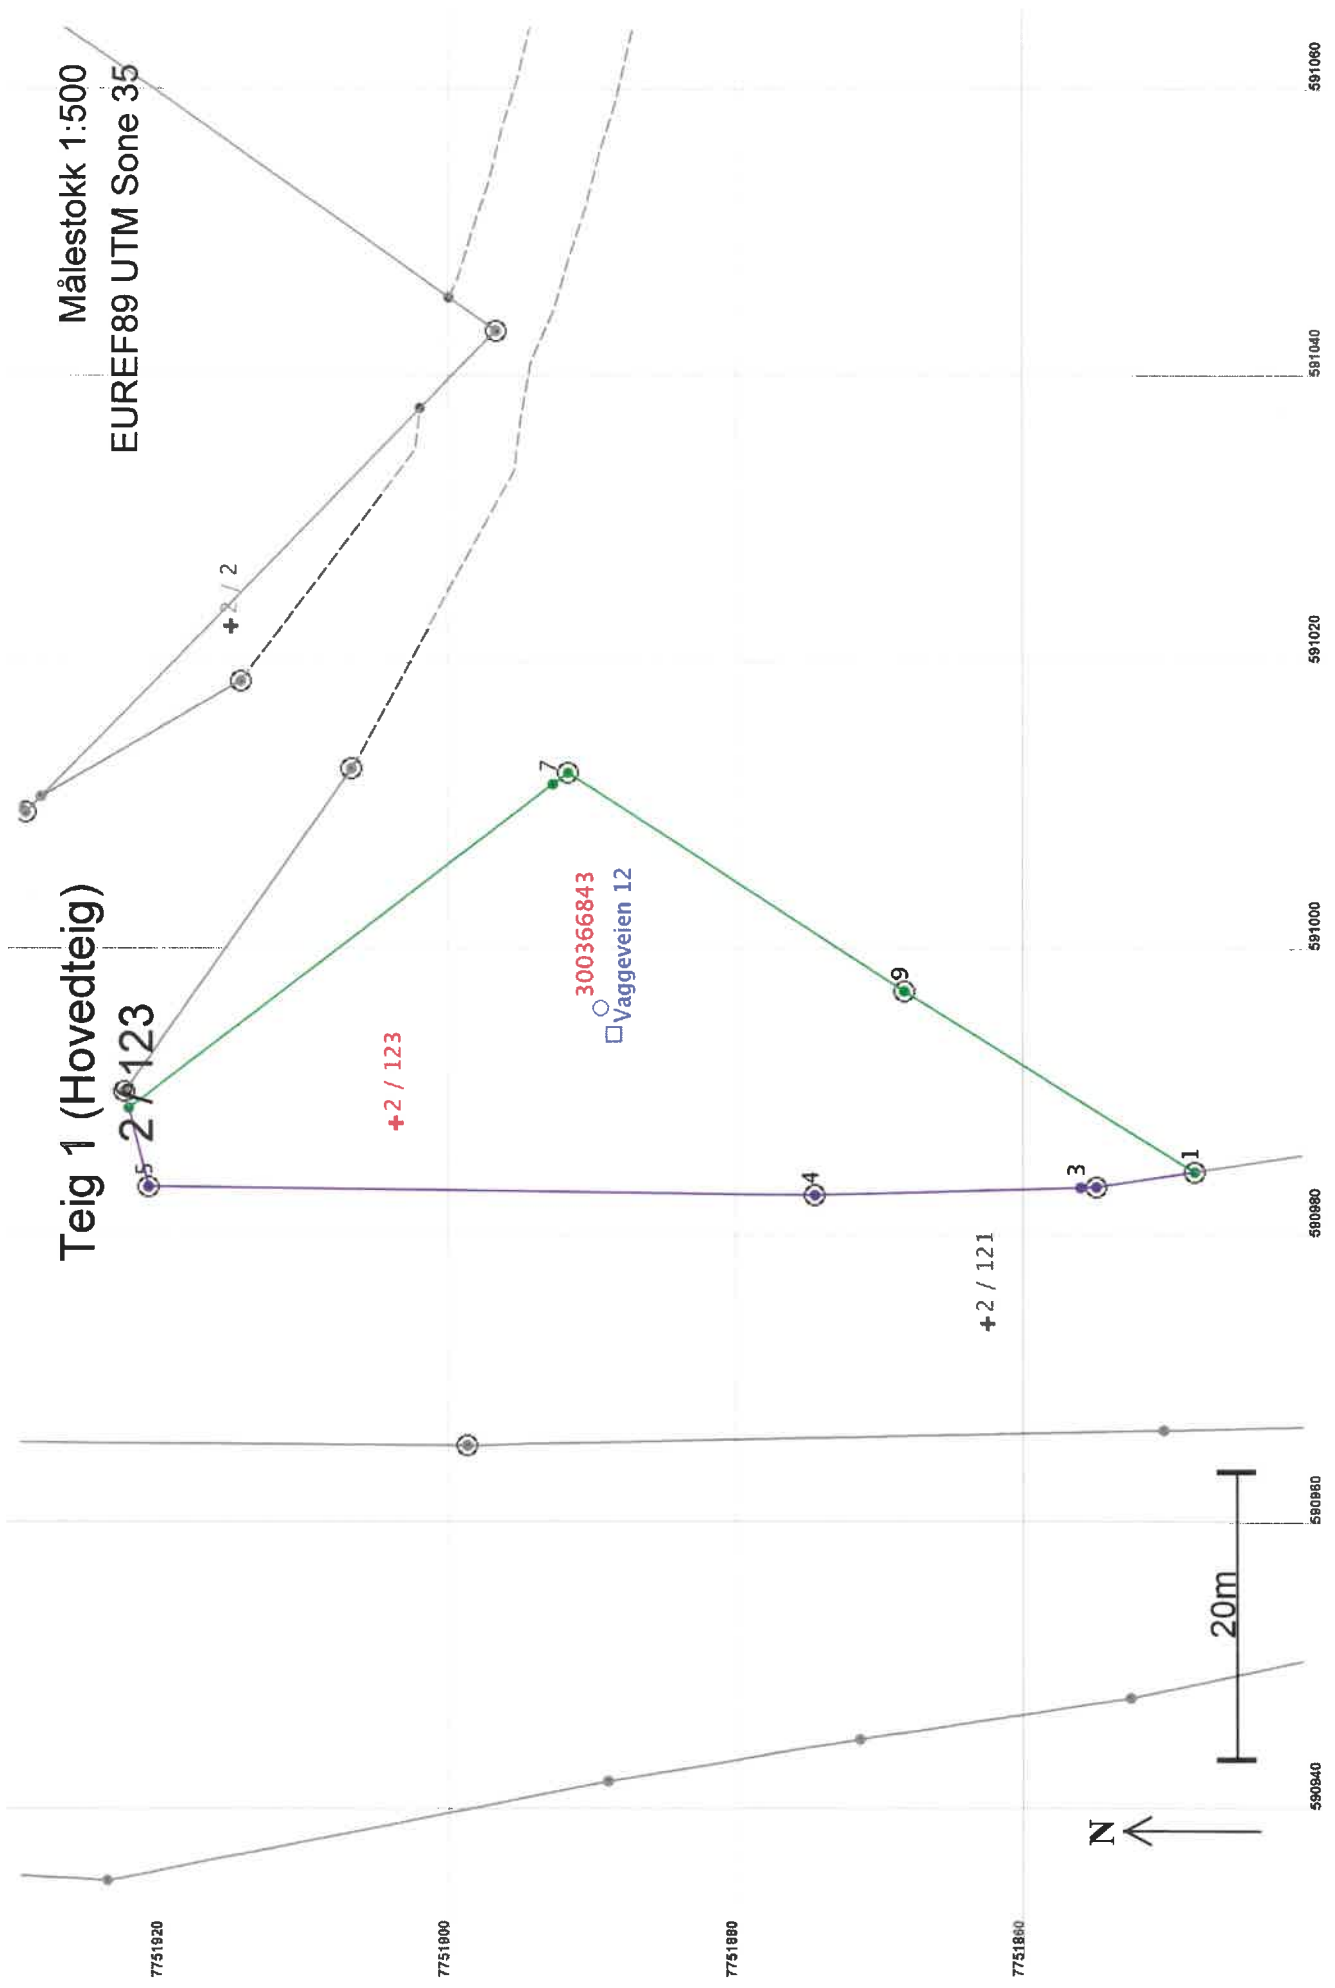 Teig 1 (Hovedteig)
Målestokk 1:500
2 / 123
EUREF89 UTM Sone 35
7751920
5
6
2 / 2
+2 / 123
7751900
7
300366843
Vaggeveien 12
7751880
4
9
+2 / 121
7751860
3
1
N
20m
590940
590960
590980
591000
591020
591040
591060